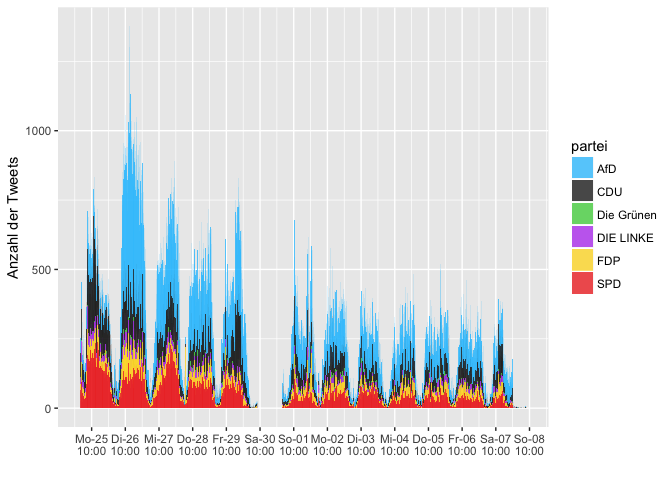 Anzahl der Tweets
1000
500
0
Mo-25 Di-26 Mi-27 Do-28 Fr-29 Sa-30 So-01 Mo-02 Di-03 Mi-04 Do-05 Fr-06 Sa-07 So-08
10:00 10:00 10:00 10:00 10:00 10:00 10:00 10:00 10:00 10:00 10:00 10:00 10:00 10:00
partei
AfD
CDU
Die Grünen
DIE LINKE
FDP
SPD